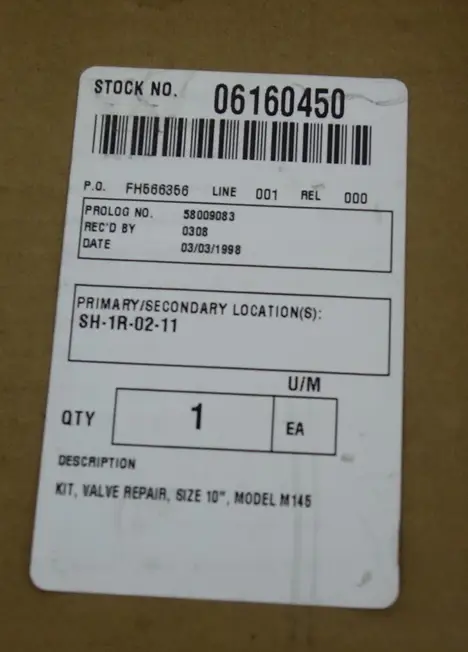 STOCK NO. 06160450
P.O. FH566356 LINE 001 REL 000
PROLOG NO. 58009083
REC'D BY 0308
DATE 03/03/1998
PRIMARY/SECONDARY LOCATION(S):
SH-1R-02-11
U/M
QTY 1 EA
DESCRIPTION
KIT, VALVE REPAIR, SIZE 10", MODEL M145